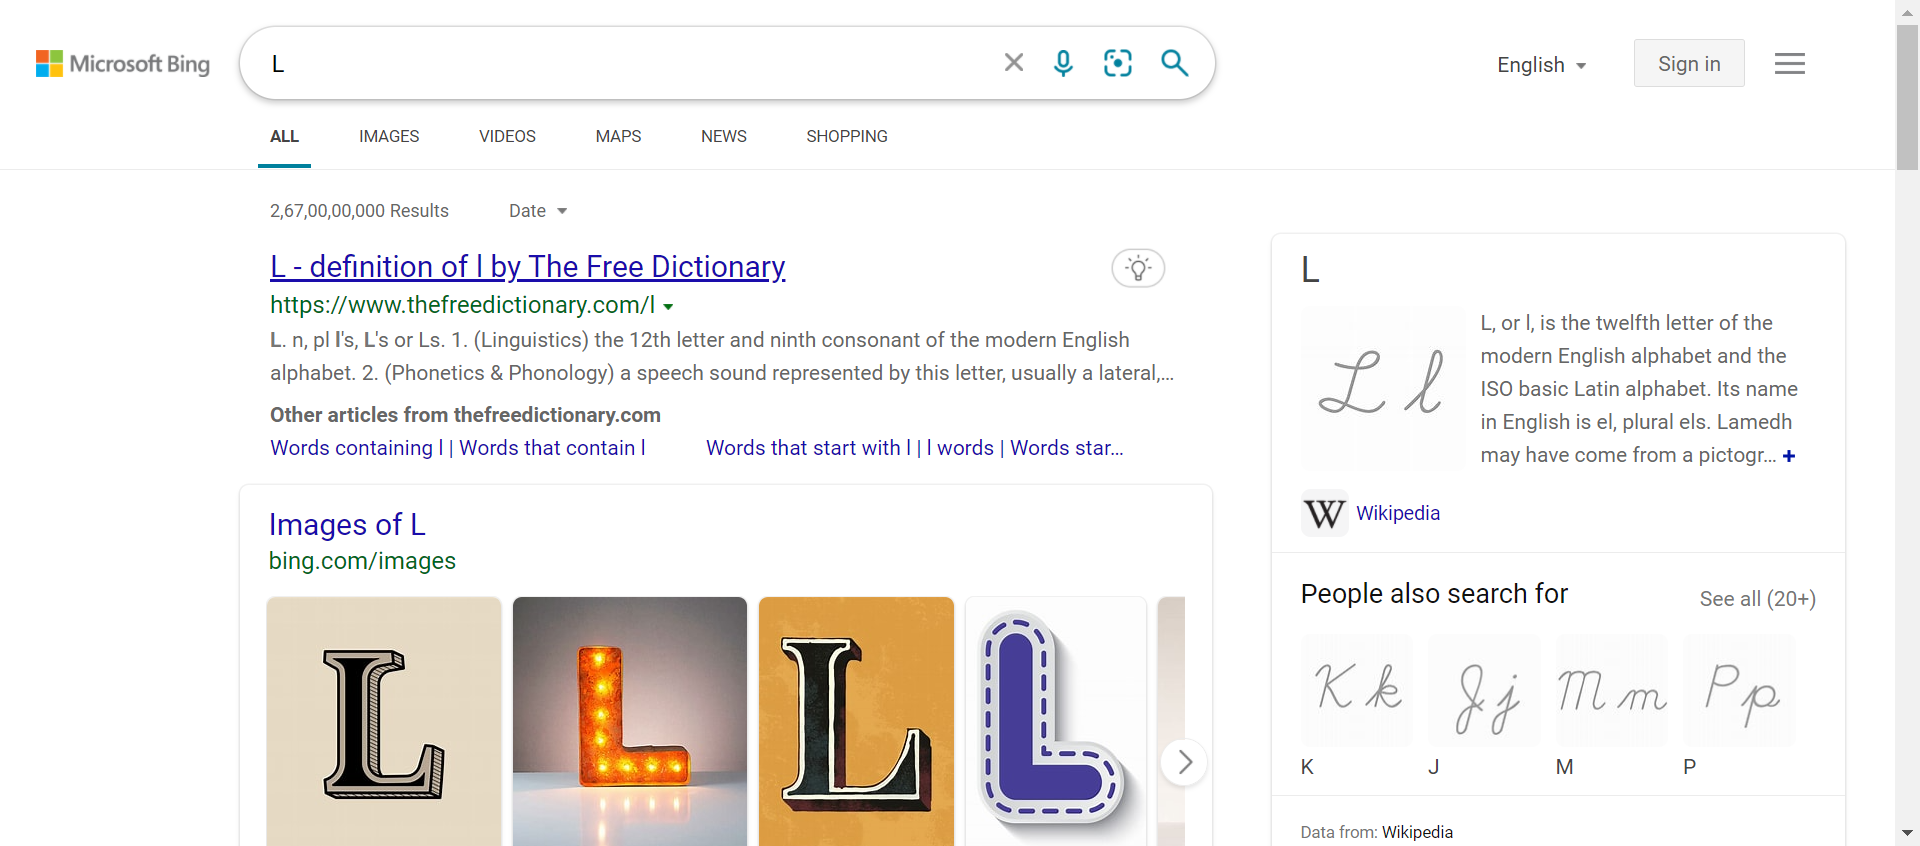 Microsoft Bing
L
English
Sign in
ALL IMAGES VIDEOS MAPS NEWS SHOPPING
2,67,00,00,000 Results Date
L - definition of l by The Free Dictionary
https://www.thefreedictionary.com/l
L. n, pl l's, L's or Ls. 1. (Linguistics) the 12th letter and ninth consonant of the modern English
alphabet. 2. (Phonetics & Phonology) a speech sound represented by this letter, usually a lateral,...
Other articles from thefreedictionary.com
Words containing l | Words that contain l
Words that start with l | l words | Words star...
Images of L
bing.com/images
L
L
L
L
L
L l
L, or l, is the twelfth letter of the
modern English alphabet and the
ISO basic Latin alphabet. Its name
in English is el, plural els. Lamedh
may have come from a pictogr...
W Wikipedia
People also search for
See all (20+)
K k J j M m P p
K J M P
Data from: Wikipedia